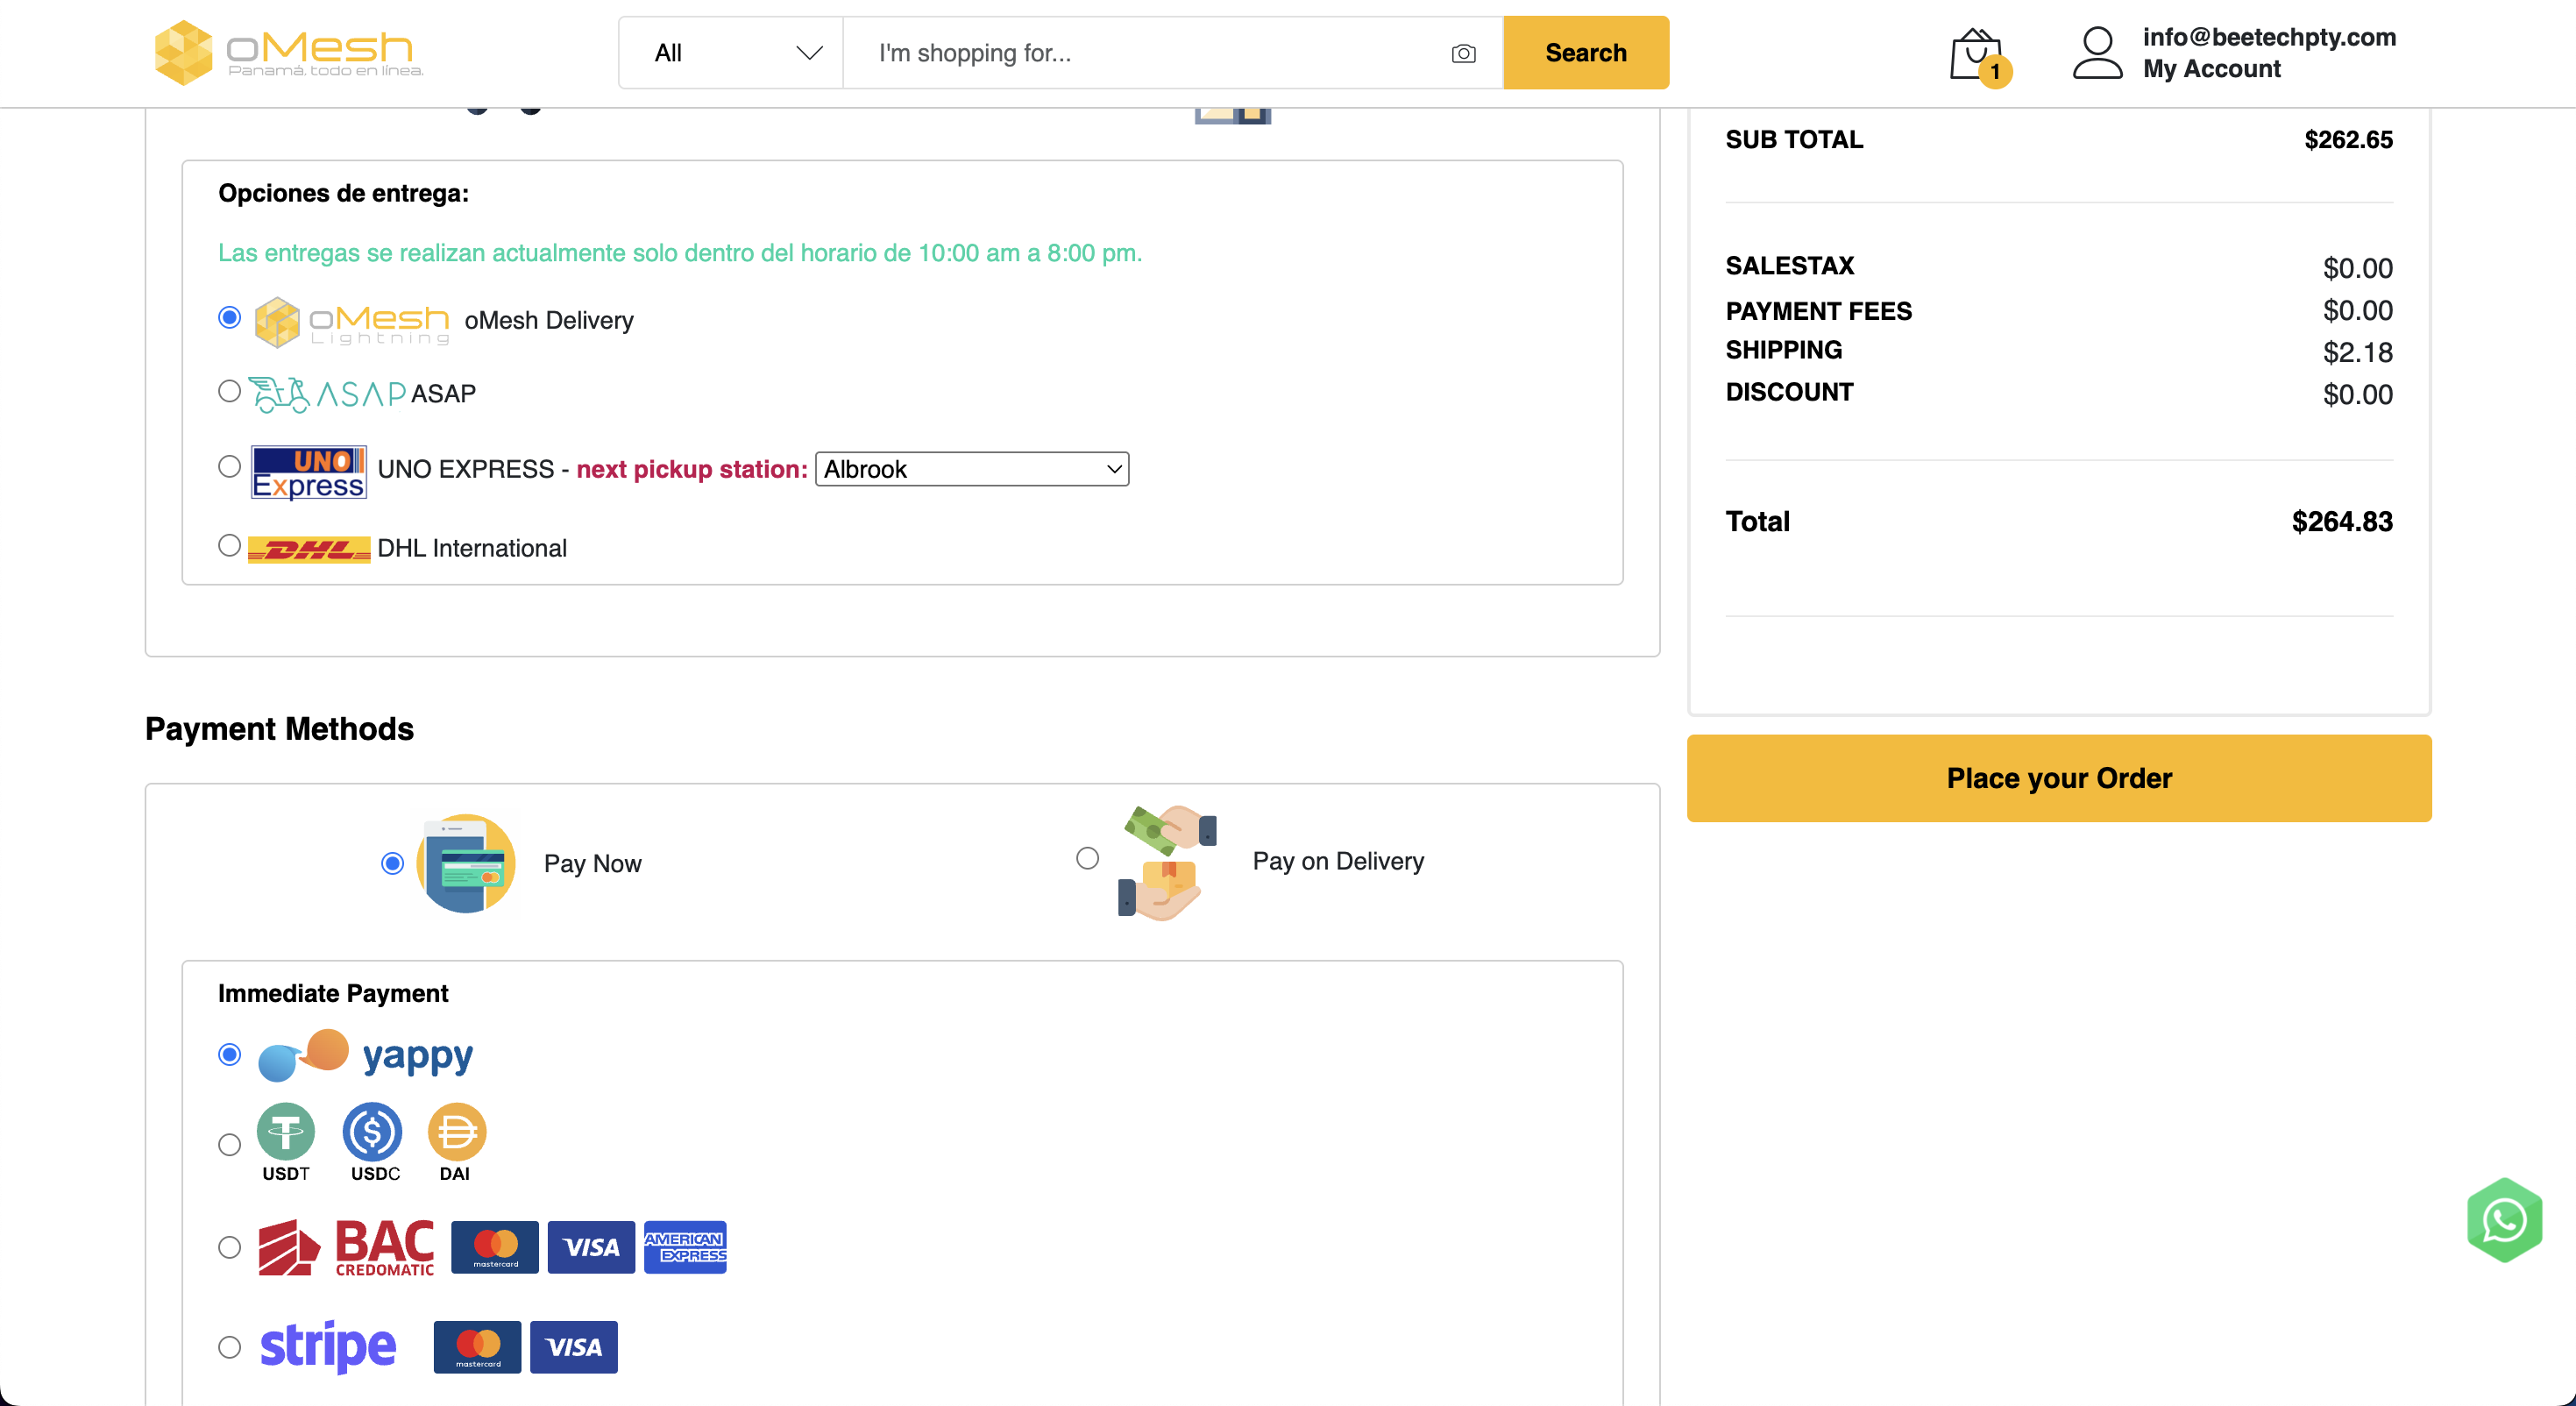 oMesh
Panamá, todo en línea.
All
I'm shopping for...
Search
1
info@beetechpty.com
My Account
Opciones de entrega:
Las entregas se realizan actualmente solo dentro del horario de 10:00 am a 8:00 pm.
oMesh
Lightning
oMesh Delivery
ASAP ASAP
UNO
Express
UNO EXPRESS - next pickup station: Albrook
DHL DHL International
SUB TOTAL $262.65
SALESTAX $0.00
PAYMENT FEES $0.00
SHIPPING $2.18
DISCOUNT $0.00
Total $264.83
Place your Order
Payment Methods
Pay Now
Pay on Delivery
Immediate Payment
yappy
USDT USDC DAI
BAC
CREDOMATIC
mastercard
VISA
AMERICAN
EXPRESS
stripe
mastercard
VISA